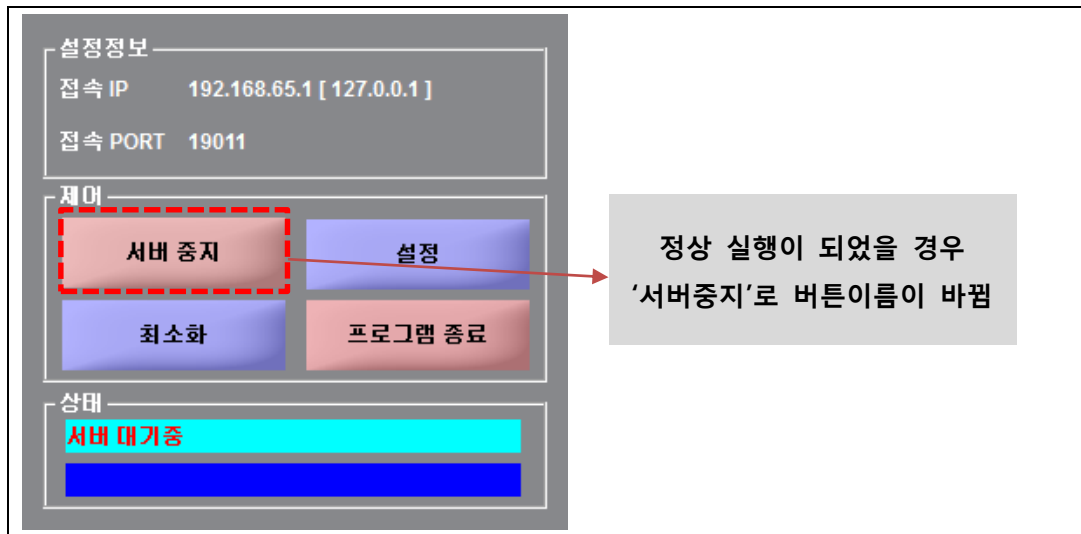 설정정보
접속 IP 192.168.65.1 [ 127.0.0.1 ]
접속 PORT 19011
제어
서버 중지
설정
최소화
프로그램 종료
상태
서버 대기중
정상 실행이 되었을 경우
‘서버중지’로 버튼이름이 바뀜